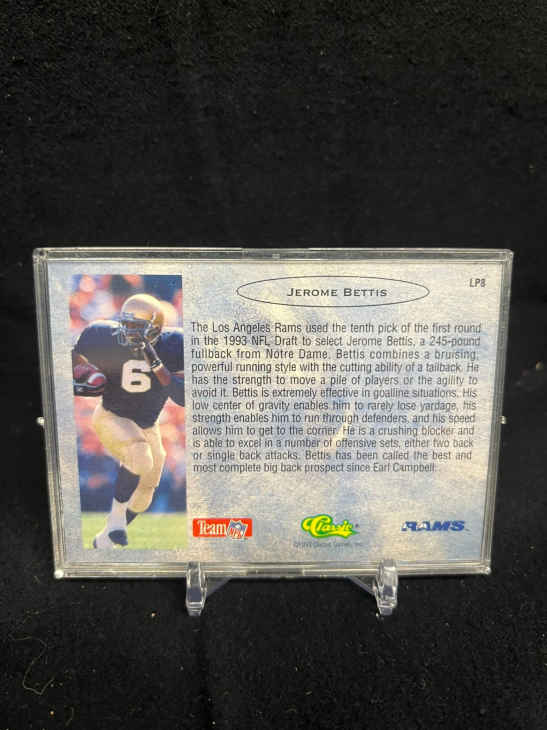 LP8
JEROME BETTIS
The Los Angeles Rams used the tenth pick of the first round
in the 1993 NFL Draft to select Jerome Bettis, a 245-pound
fullback from Notre Dame. Bettis combines a bruising,
powerful running style with the cutting ability of a tailback. He
has the strength to move a pile of players or the agility to
avoid it. Bettis is extremely effective in goalline situations. His
low center of gravity enables him to rarely lose yardage, his
strength enables him to run through defenders, and his speed
allows him to get to the corner. He is a crushing blocker and
is able to excel in a number of offensive sets, either two back
or single back attacks. Bettis has been called the best and
most complete big back prospect since Earl Campbell.
6
Team NFL
Classic
RAMS
©1993 Classic Games, Inc.